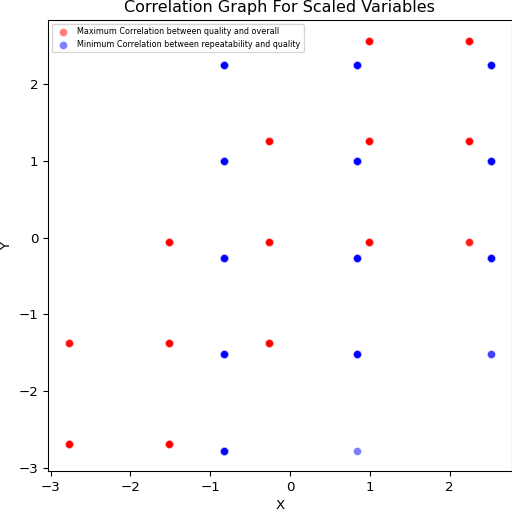 Correlation Graph For Scaled Variables
Maximum Correlation between quality and overall
Minimum Correlation between repeatability and quality
2
1
0
−1
−2
−3
Y
−3 −2 −1 0 1 2
X